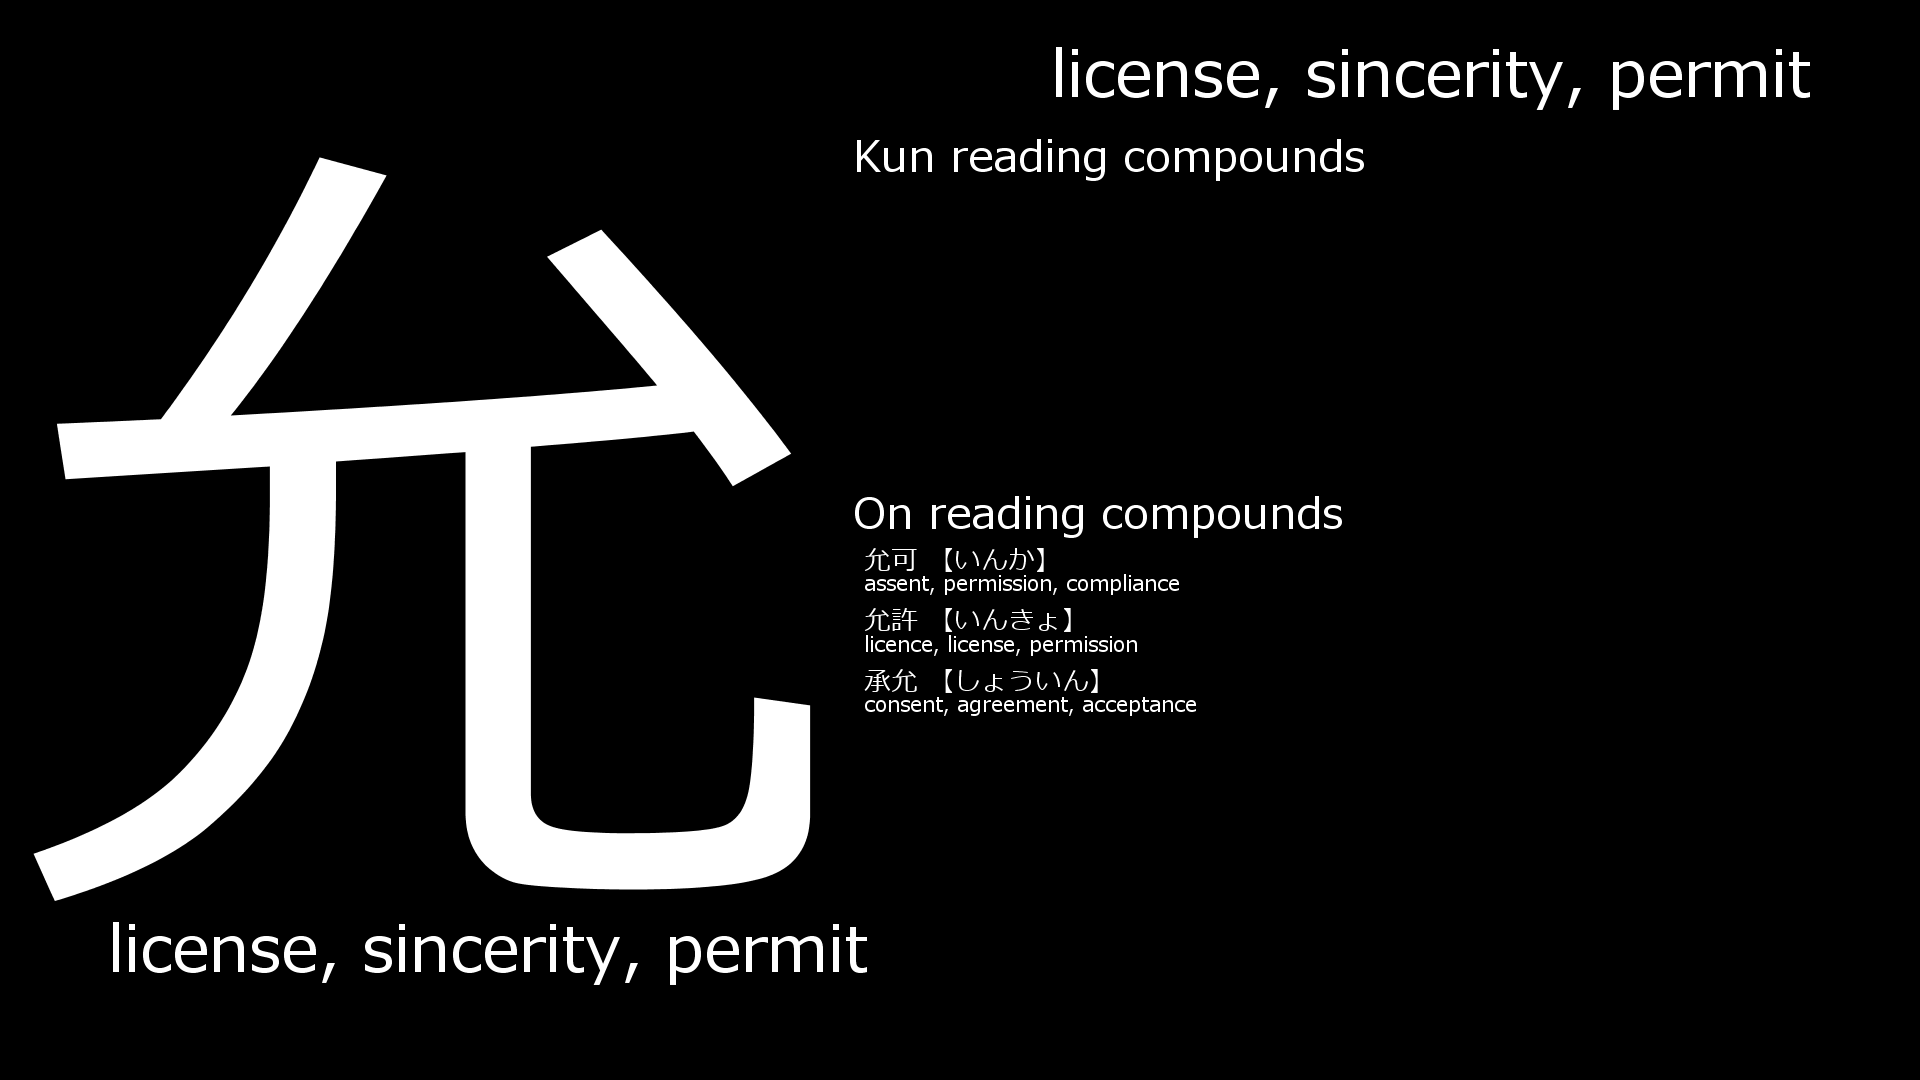 license, sincerity, permit
Kun reading compounds
允
On reading compounds
允可 【いんか】
assent, permission, compliance
允許 【いんきょ】
licence, license, permission
承允 【しょういん】
consent, agreement, acceptance
license, sincerity, permit